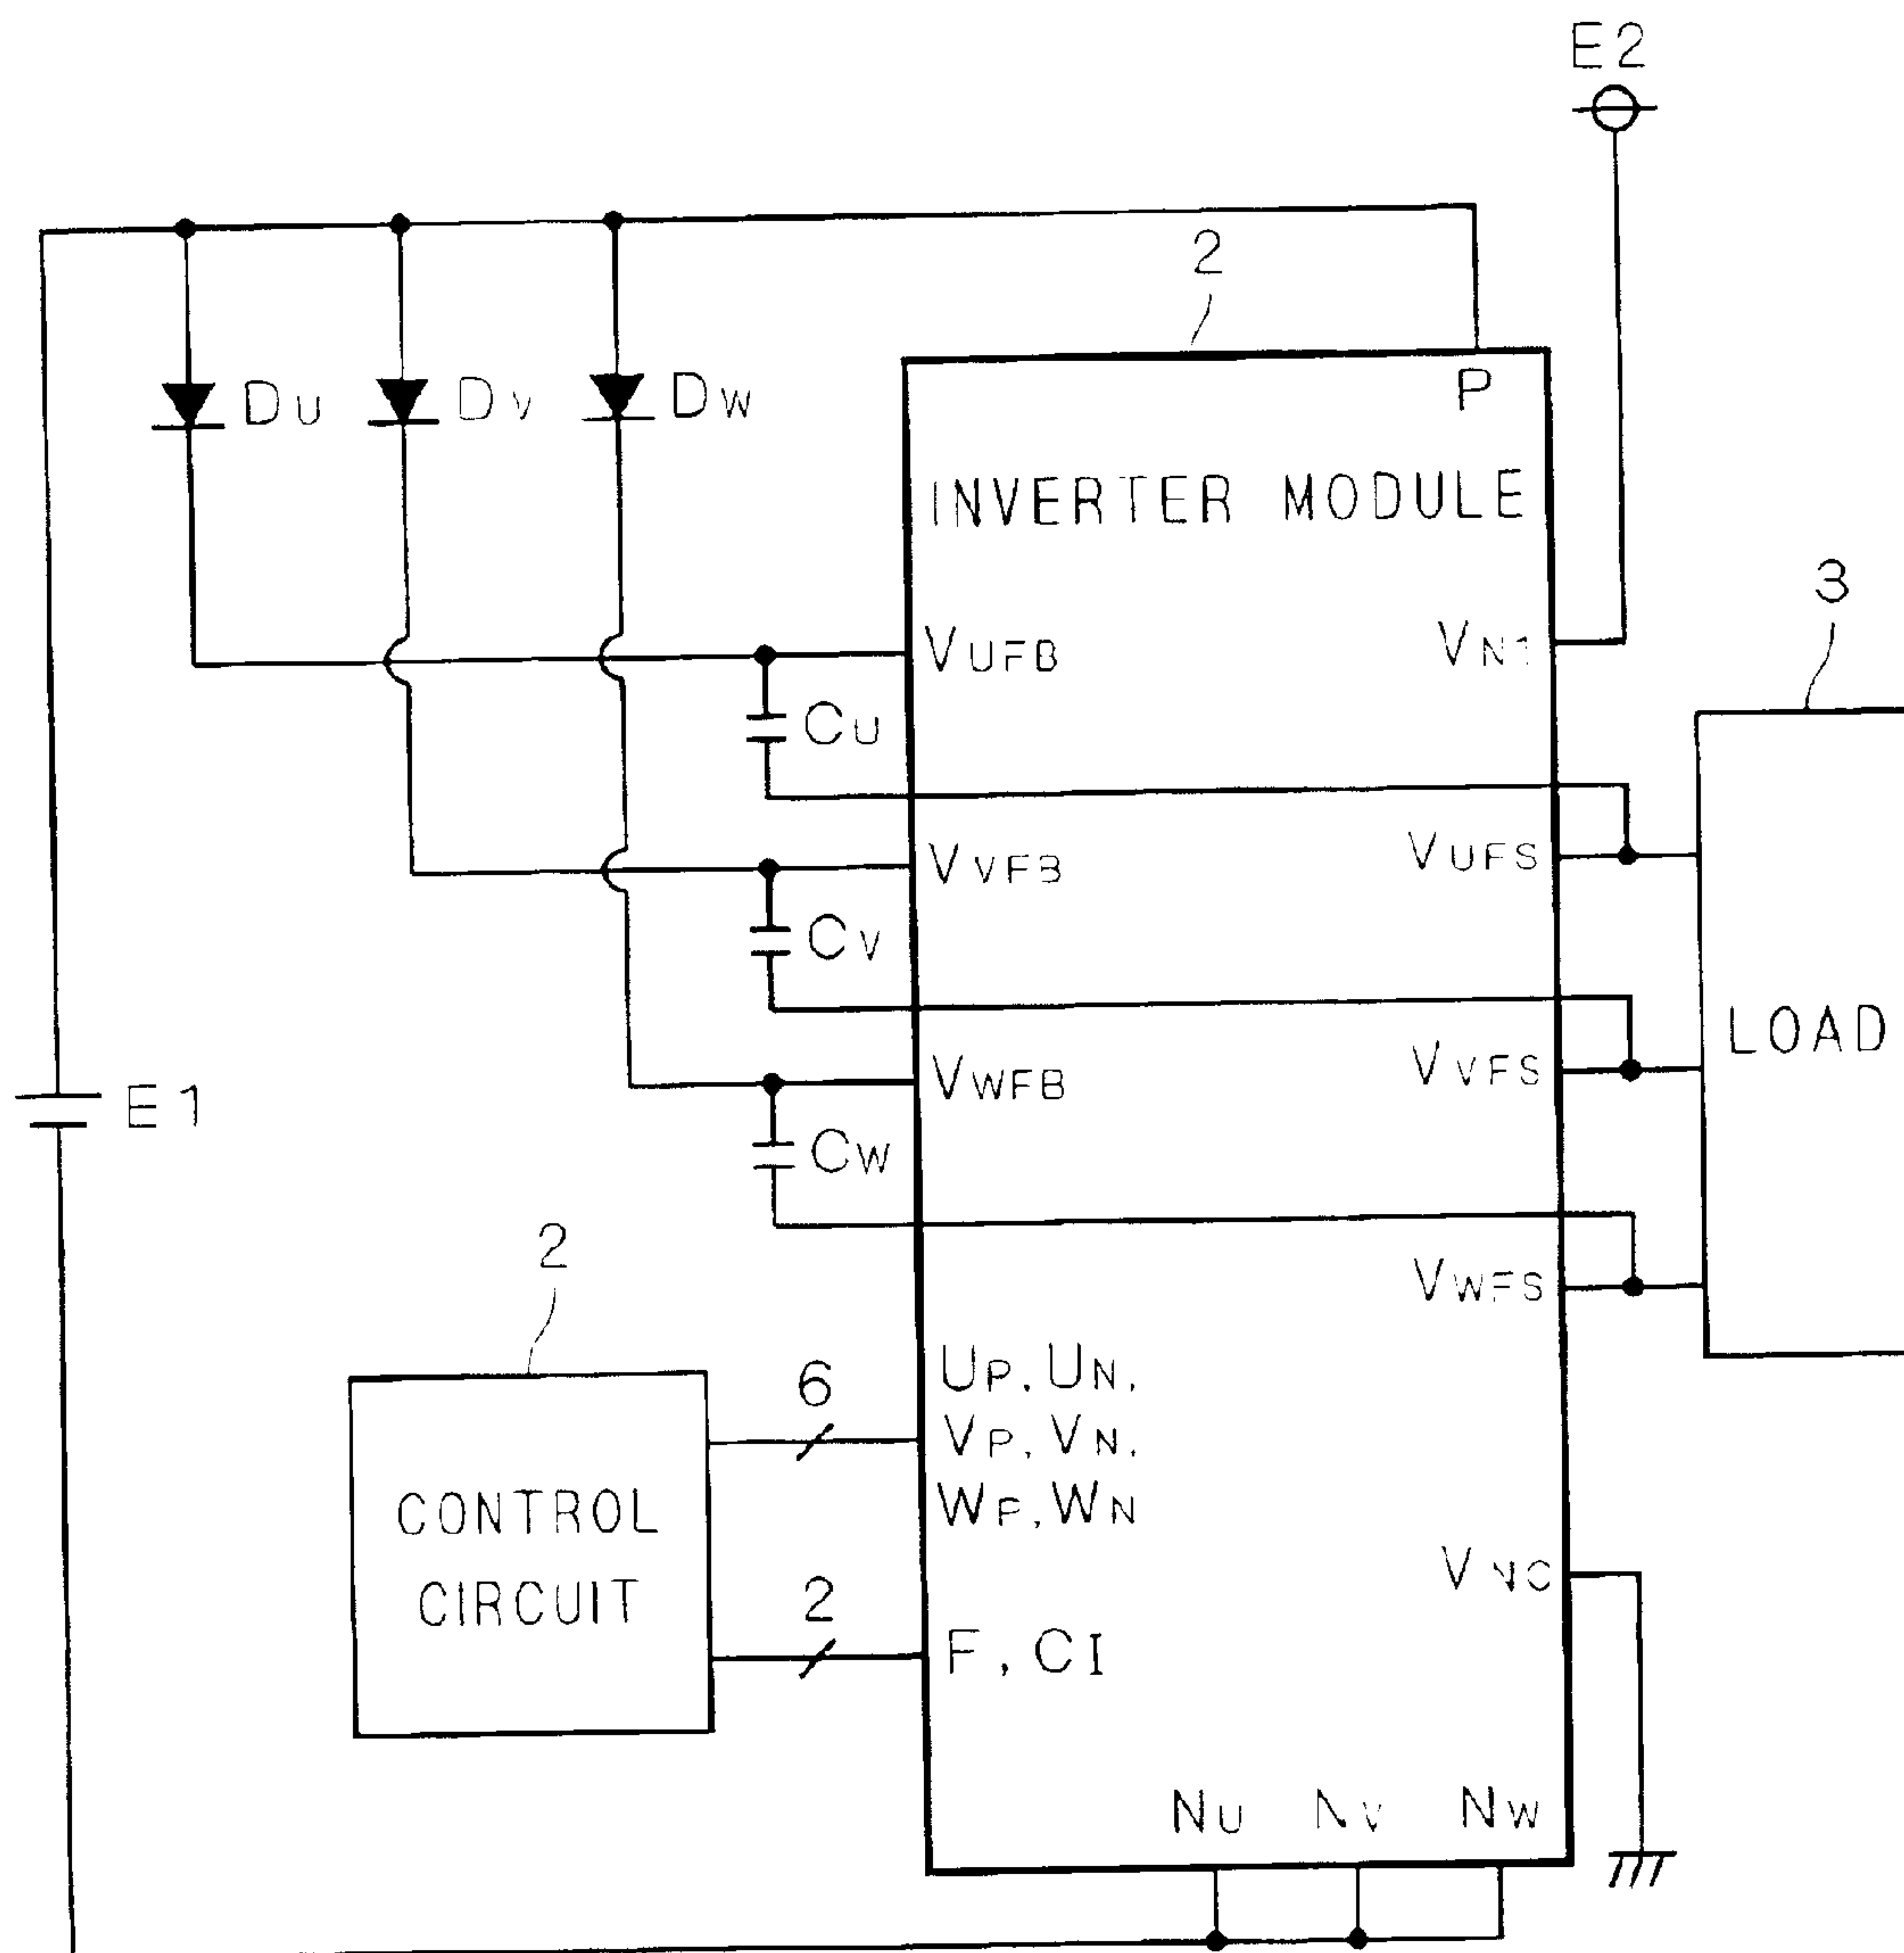 E2
2
Du
Dv
Dw
P
INVERTER MODULE
3
VUFB
VN1
Cu
VVFB
VUFS
Cv
LOAD
VWFB
VVFS
E1
Cw
2
VWFS
6
UP, UN,
VP, VN,
WP, WN
CONTROL
CIRCUIT
VNC
2
F, CI
NU
NV
NW